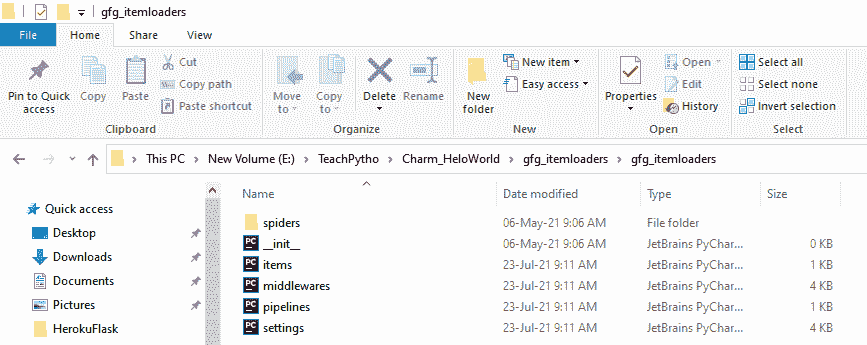 gfg_itemloaders
File Home Share View
Pin to Quick access
Copy
Paste
Cut
Copy path
Paste shortcut
Clipboard
Move to
Copy to
Delete
Rename
Organize
New folder
New item
Easy access
New
Properties
Open
Edit
History
Open
Select all
Select none
Invert selection
Select
This PC > New Volume (E:) > TeachPytho > Charm_HeloWorld > gfg_itemloaders > gfg_itemloaders
Quick access
Desktop
Downloads
Documents
Pictures
HerokuFlask
Name Date modified Type Size
spiders 06-May-21 9:06 AM File folder
__init__ 06-May-21 9:06 AM JetBrains PyChar... 0 KB
items 23-Jul-21 9:11 AM JetBrains PyChar... 1 KB
middlewares 23-Jul-21 9:11 AM JetBrains PyChar... 4 KB
pipelines 23-Jul-21 9:11 AM JetBrains PyChar... 1 KB
settings 23-Jul-21 9:11 AM JetBrains PyChar... 4 KB